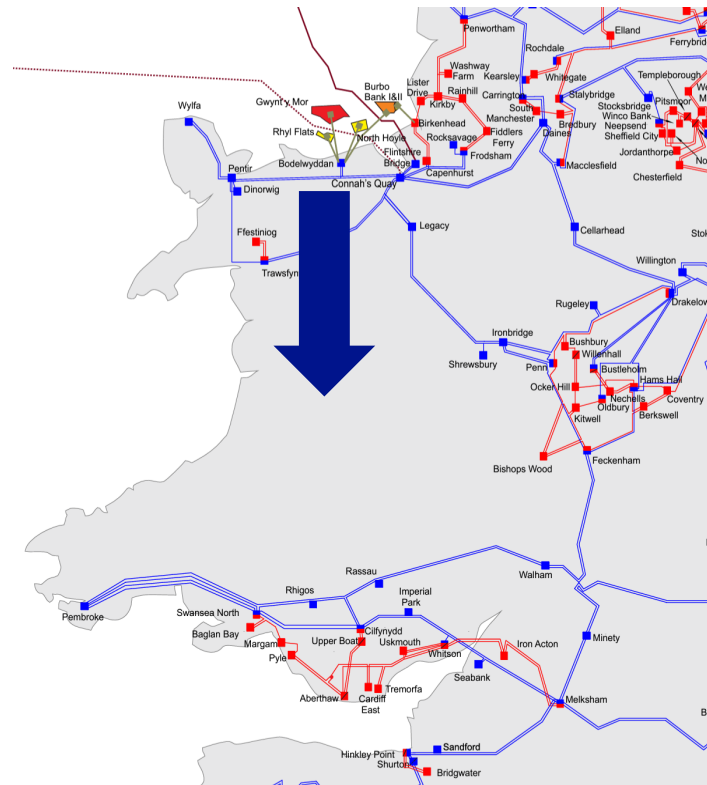 Penwortham
Elland
Ferrybrid
Rochdale
Washway
Farm
Kearsley
Whitegate
Templeborough
Lister
Drive
Rainhill
Kirkby
Carrington
Stalybridge
We
M
Burbo
Bank I&II
Gwynt y Mor
Wylfa
South
Manchester
Bredbury
Stocksbridge
Pitsmoor
Winco Bank
Neepsend
Sheffield City
Birkenhead
Rhyl Flats
North Hoyle
Rocksavage
Fiddlers
Ferry
Daines
Jordanthorpe
No
Flintshire
Bridge
Frodsham
Bodelwyddan
Macclesfield
Chesterfield
Pentir
Connah's Quay
Capenhurst
Dinorwig
Legacy
Cellarhead
Ffestiniog
Stok
Trawsfyn
Willington
Drakelow
Rugeley
Ironbridge
Bushbury
Willenhall
Shrewsbury
Penn
Bustleholm
Hams Hall
Ocker Hill
Nechells
Coventry
Oldbury
Kitwell
Berkswell
Feckenham
Bishops Wood
Rassau
Walham
Rhigos
Imperial
Park
Pembroke
Swansea North
Cilfynydd
Baglan Bay
Upper Boat
Uskmouth
Iron Acton
Minety
Margam
Whitson
Pyle
Seabank
Aberthaw
Cardiff
East
Tremorfa
Melksham
B
Sandford
Hinkley Point
Shurton
Bridgwater